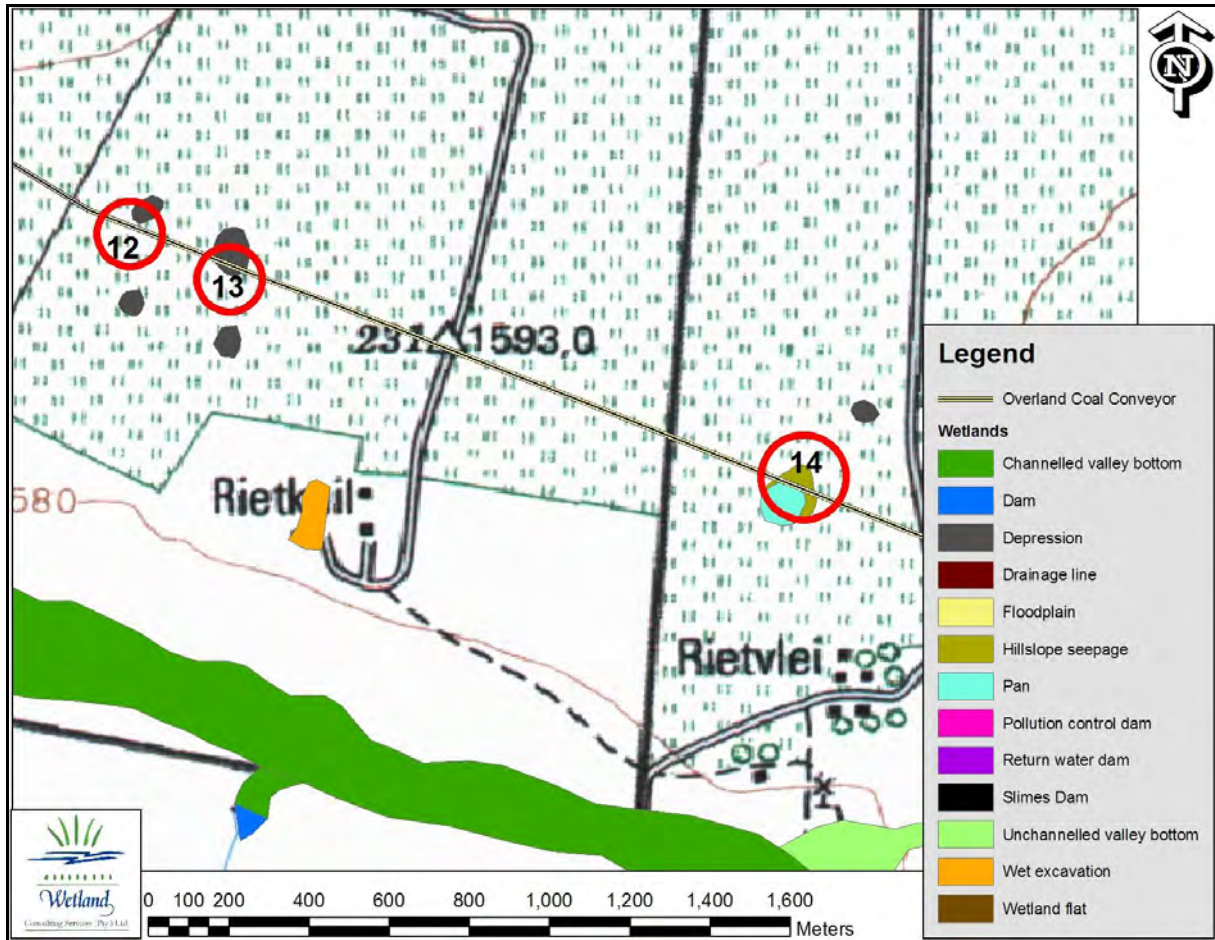 N
12
13
231 1593,0
14
Rietkuil
580
Rietvlei
Legend
Overland Coal Conveyor
Wetlands
Channelled valley bottom
Dam
Depression
Drainage line
Floodplain
Hillslope seepage
Pan
Pollution control dam
Return water dam
Slimes Dam
Unchannelled valley bottom
Wet excavation
Wetland flat
Wetland
Consulting Services (Pty.) Ltd.
0 100 200 400 600 800 1,000 1,200 1,400 1,600
Meters